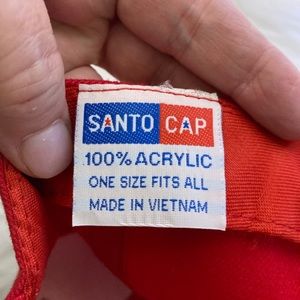 SANTO CAP
100% ACRYLIC
ONE SIZE FITS ALL
MADE IN VIETNAM